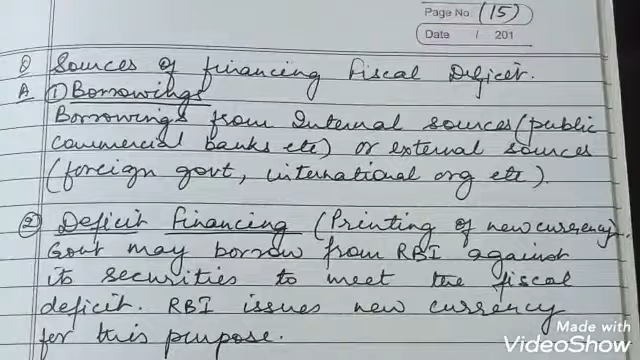 Page No. (15)
Date / 201
Q Sources of financing Fiscal Deficit.
A ① Borrowings
Borrowings from Internal sources (public
commercial banks etc) or external sources
(foreign govt, international org etc).
② Deficit Financing (Printing of new currency).
Govt may borrow from RBI against
its securities to meet the fiscal
deficit. RBI issues new currency
for this purpose.
Made with
VideoShow